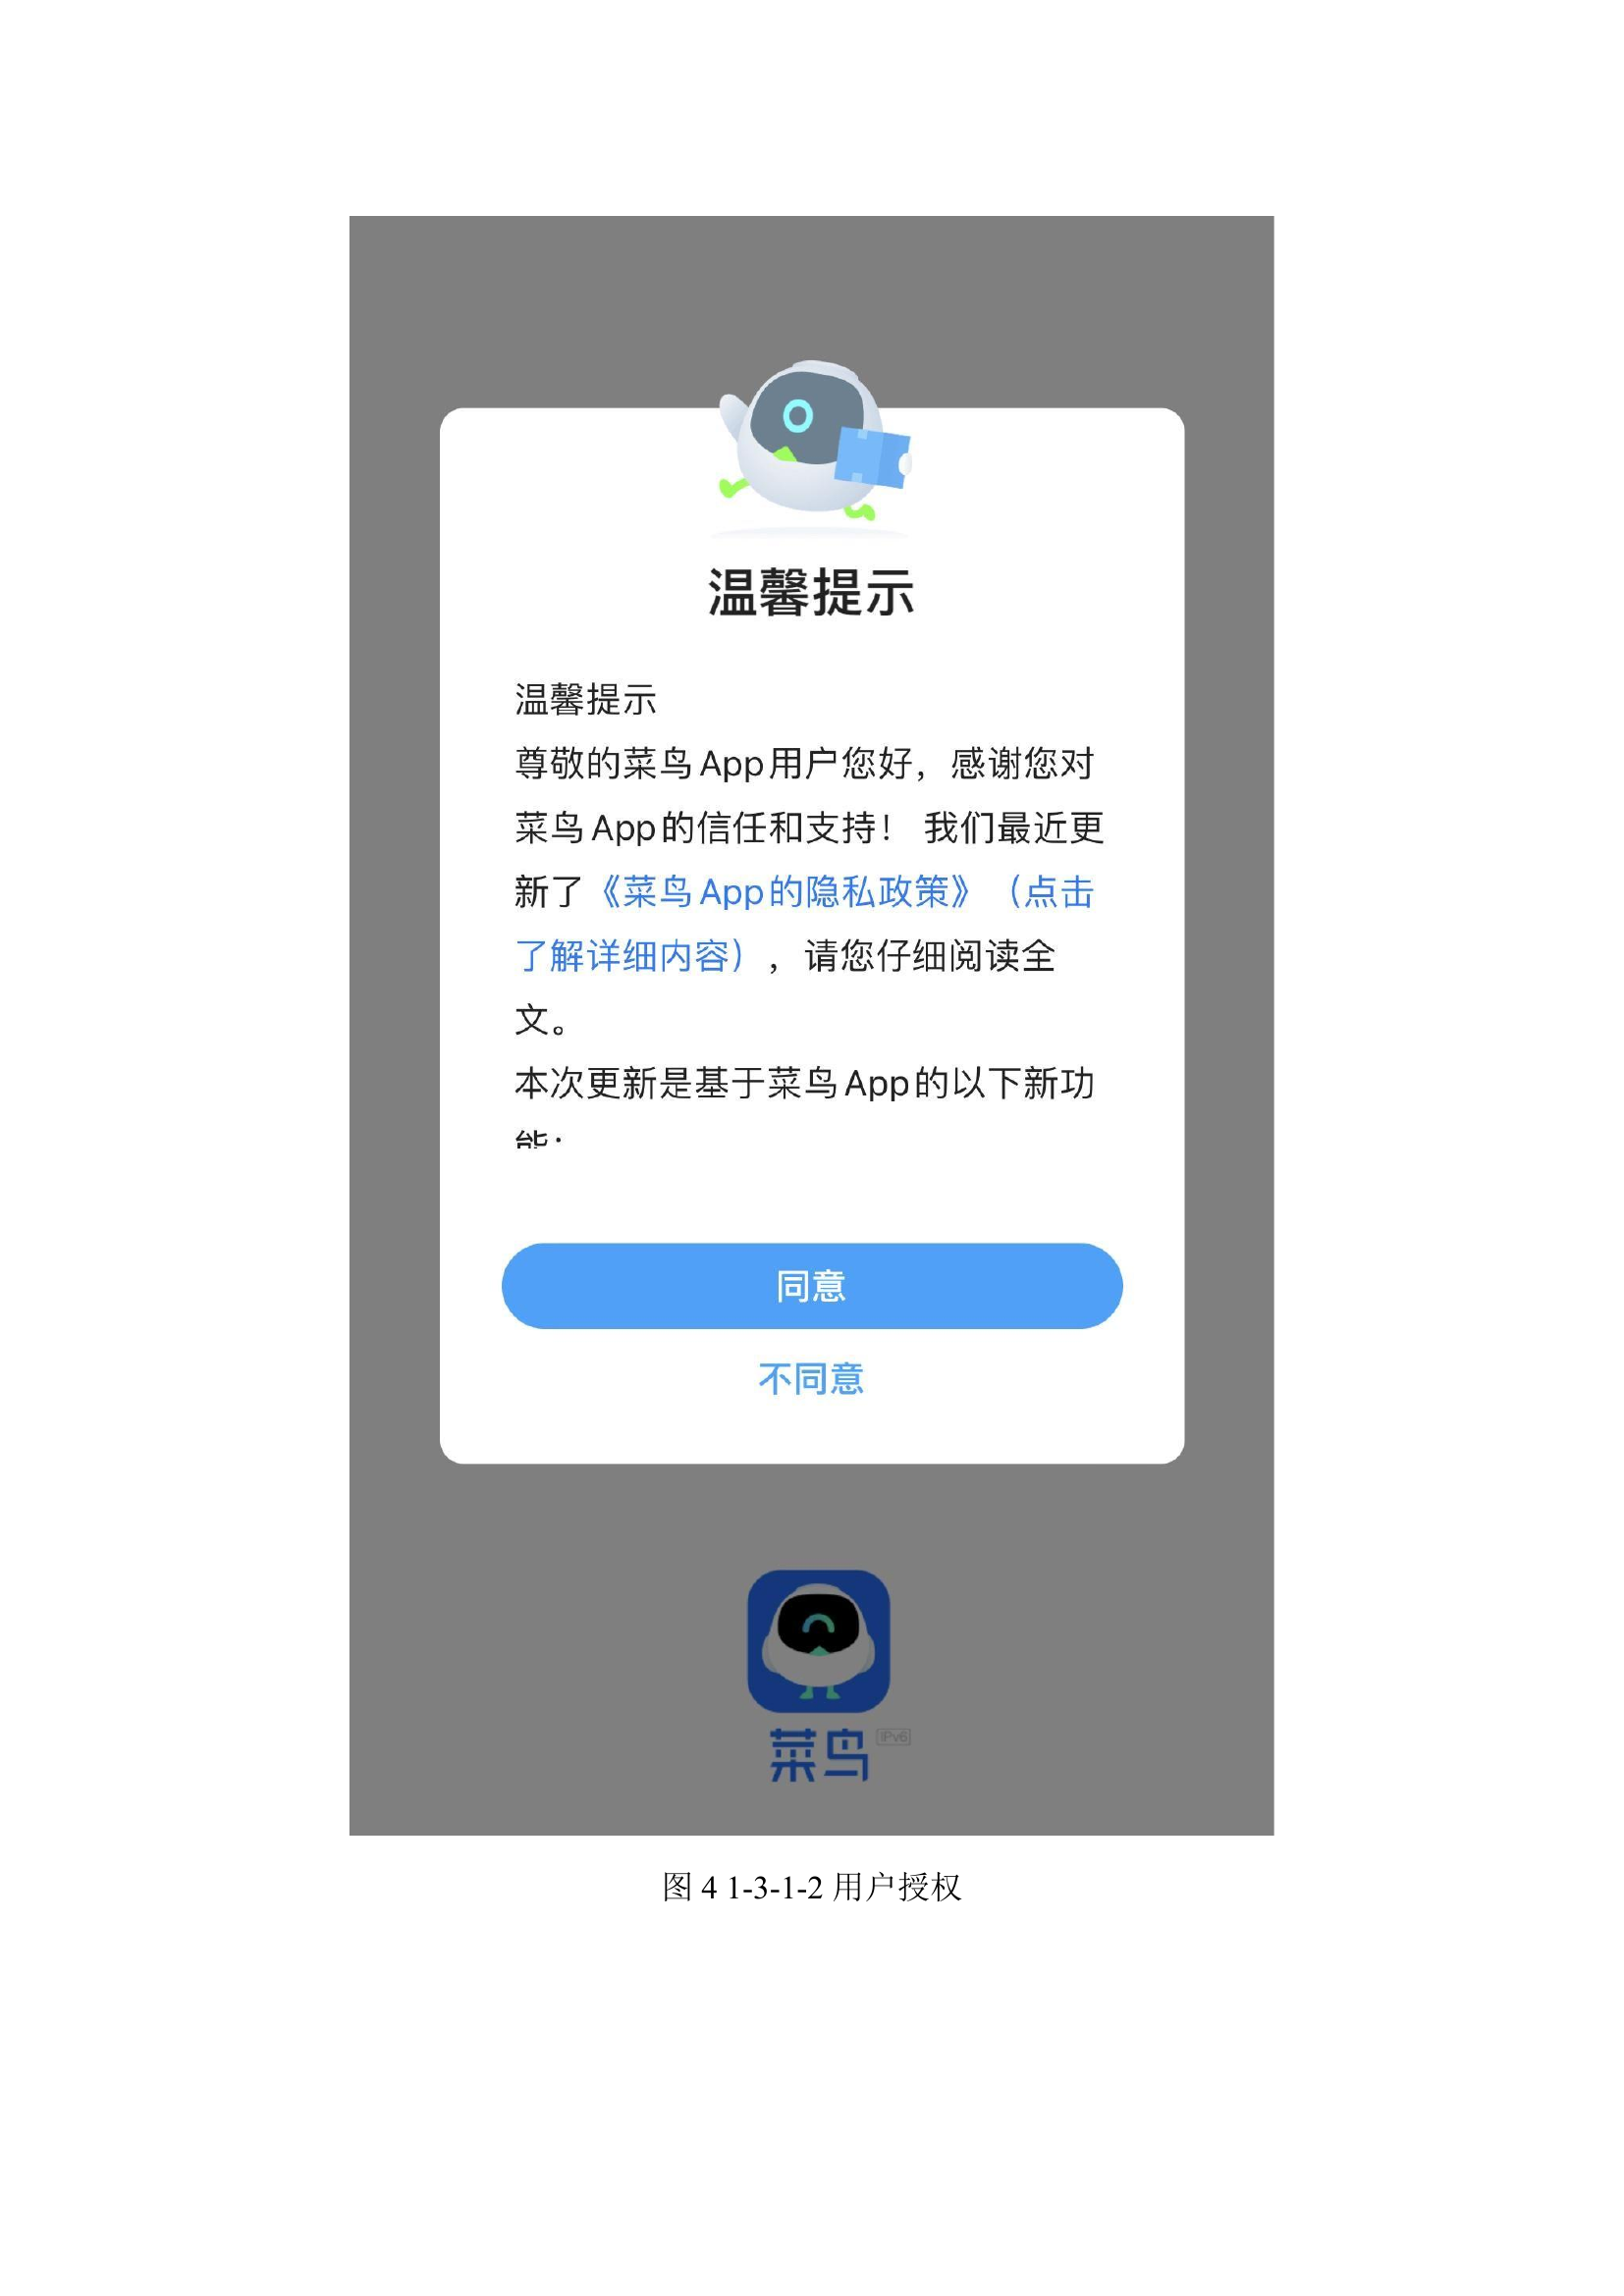 温馨提示
温馨提示
尊敬的菜鸟App用户您好，感谢您对
菜鸟App的信任和支持！ 我们最近更
新了《菜鸟App的隐私政策》（点击
了解详细内容），请您仔细阅读全
文。
本次更新是基于菜鸟App的以下新功
能：
同意
不同意
菜鸟 IPv6
图 4 1-3-1-2 用户授权